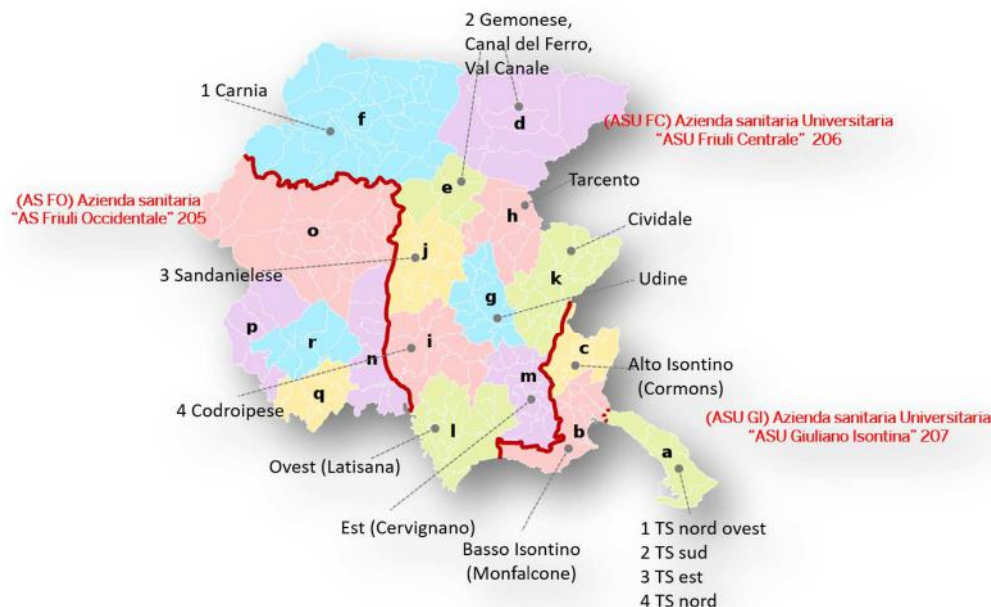 2 Gemonese,
Canal del Ferro,
Val Canale
1 Carnia
f
d
(ASU FC) Azienda sanitaria Universitaria
“ASU Friuli Centrale” 206
(AS FO) Azienda sanitaria
“AS Friuli Occidentale” 205
e
Tarcento
h
Cividale
o
j
3 Sandanielese
k
Udine
g
p
r
n
i
c
m
Alto Isontino
(Cormons)
q
4 Codroipese
l
b
(ASU GI) Azienda sanitaria Universitaria
“ASU Giuliano Isontina” 207
a
Ovest (Latisana)
Est (Cervignano)
Basso Isontino
(Monfalcone)
1 TS nord ovest
2 TS sud
3 TS est
4 TS nord